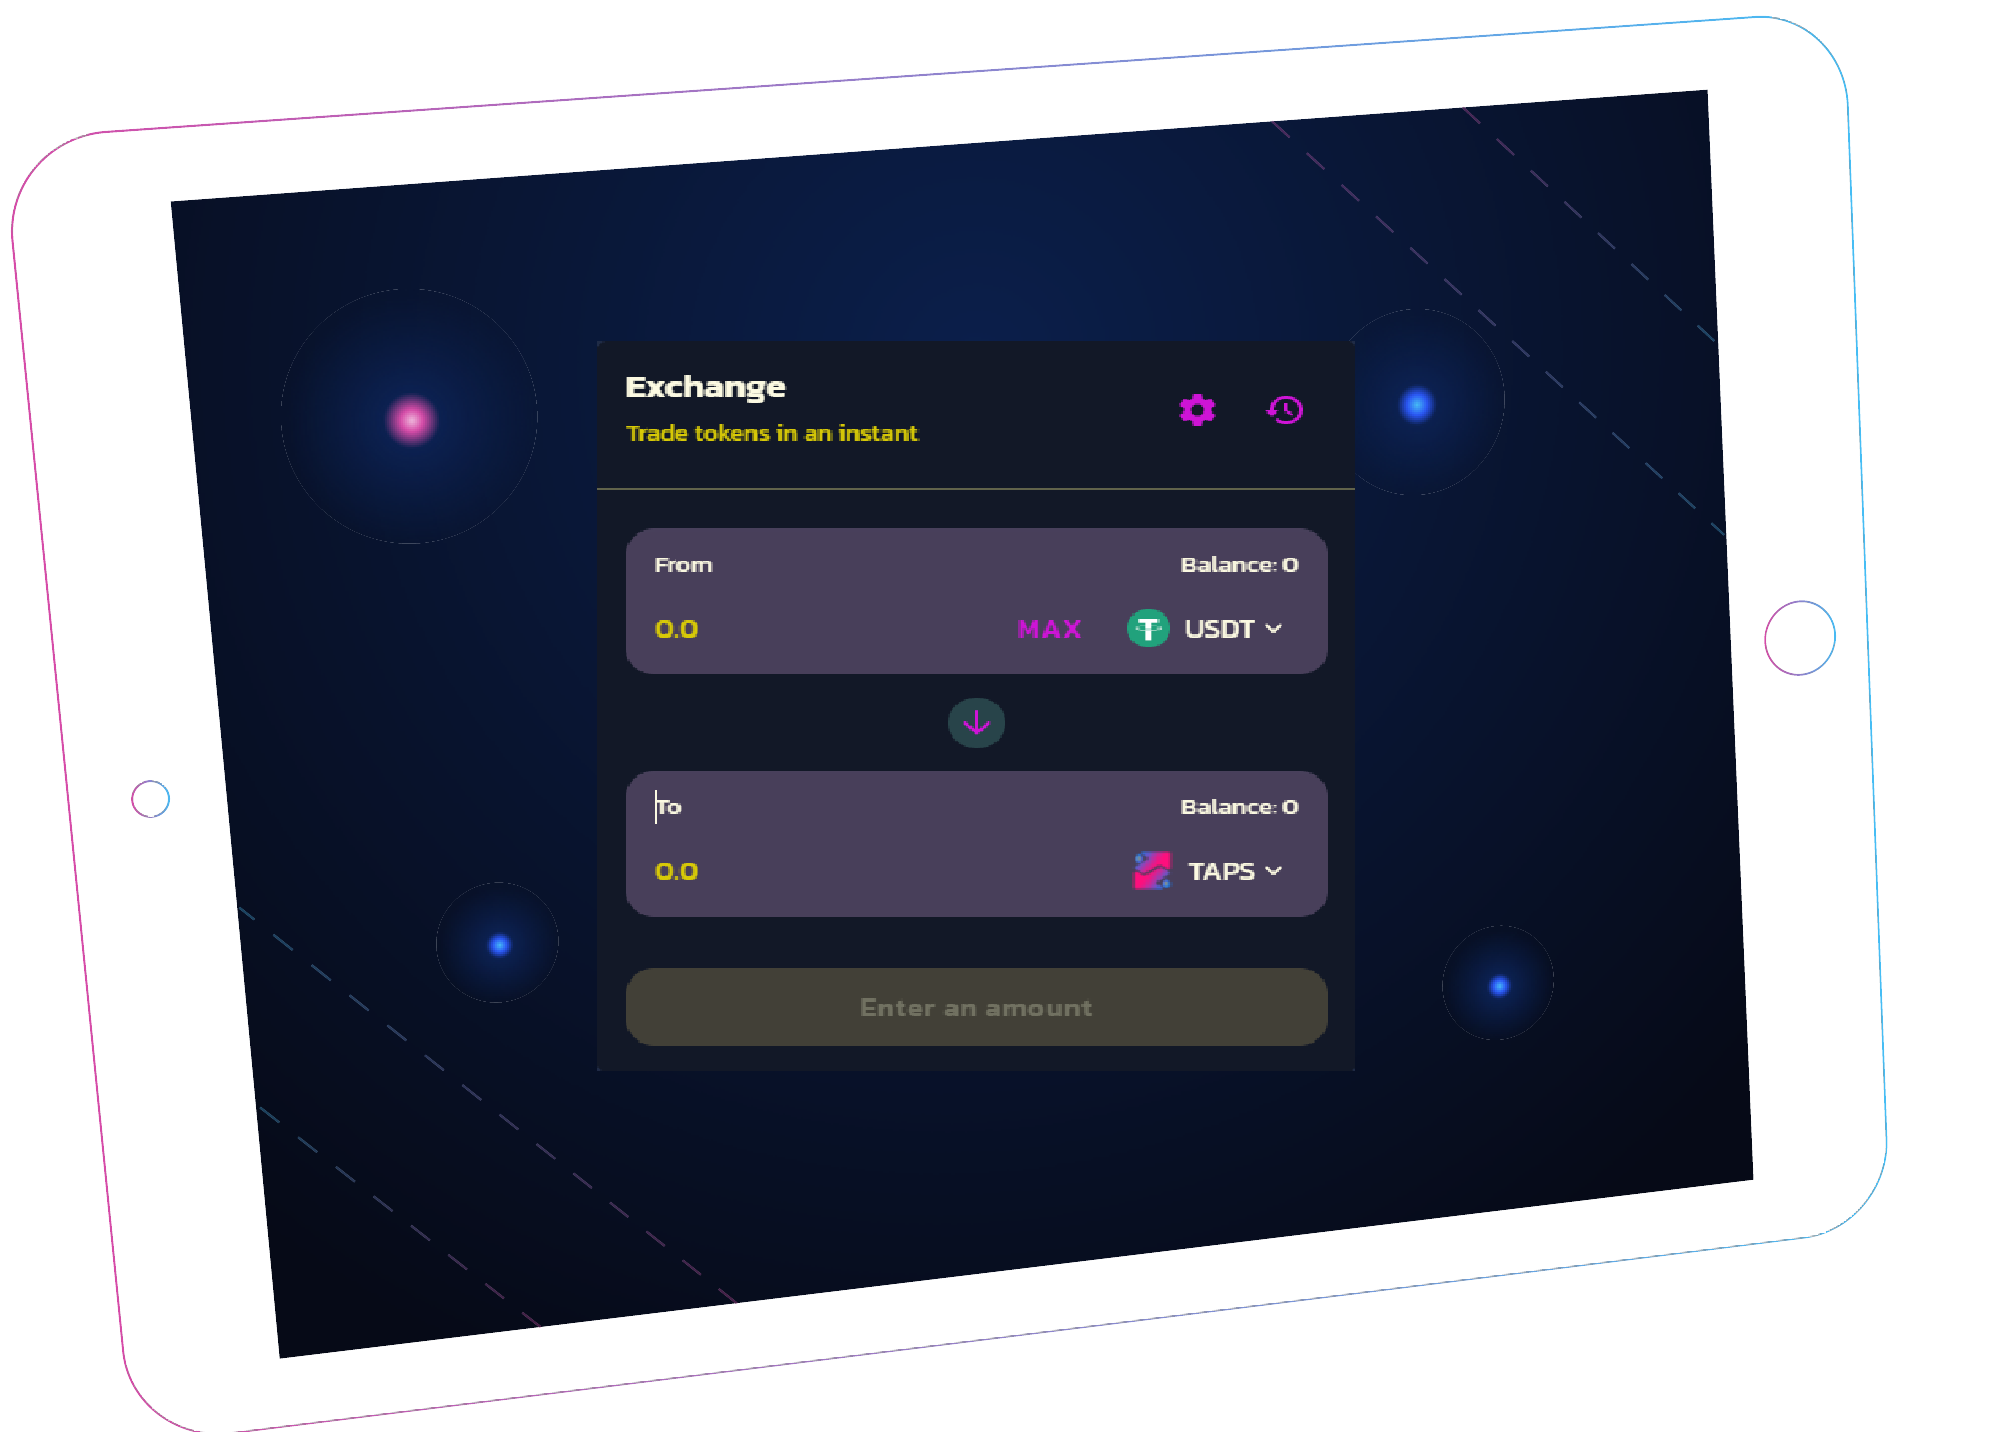 Exchange
Trade tokens in an instant
From Balance: 0
0.0 MAX USDT
To Balance: 0
0.0 TAPS
Enter an amount